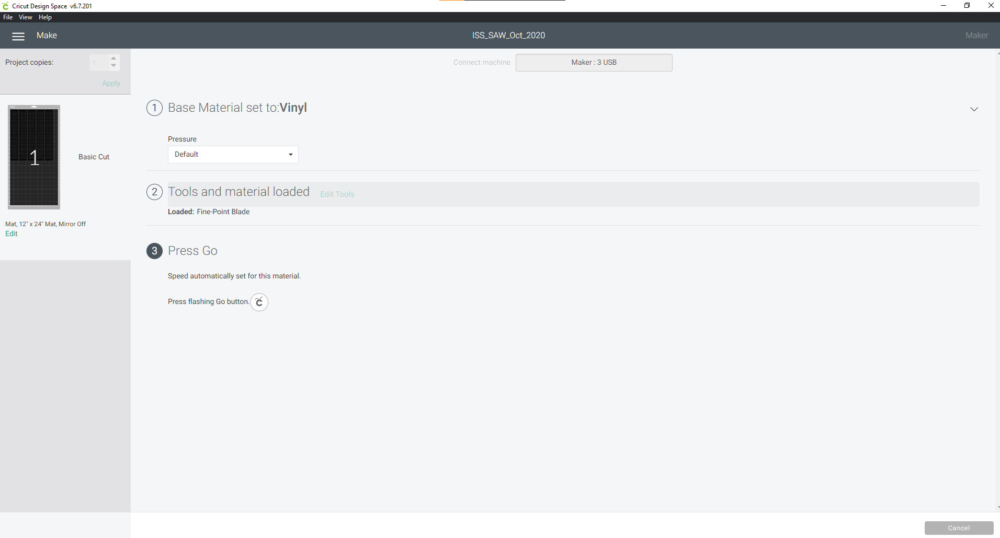 Cricut Design Space v6.7.201
File View Help
Make
ISS_SAW_Oct_2020
Maker
Project copies:
1
Apply
Connect machine
Maker : 3 USB
1
Basic Cut
Mat, 12" x 24" Mat, Mirror Off
Edit
1 Base Material set to:Vinyl
Pressure
Default
2 Tools and material loaded Edit Tools
Loaded: Fine-Point Blade
3 Press Go
Speed automatically set for this material.
Press flashing Go button.
Cancel